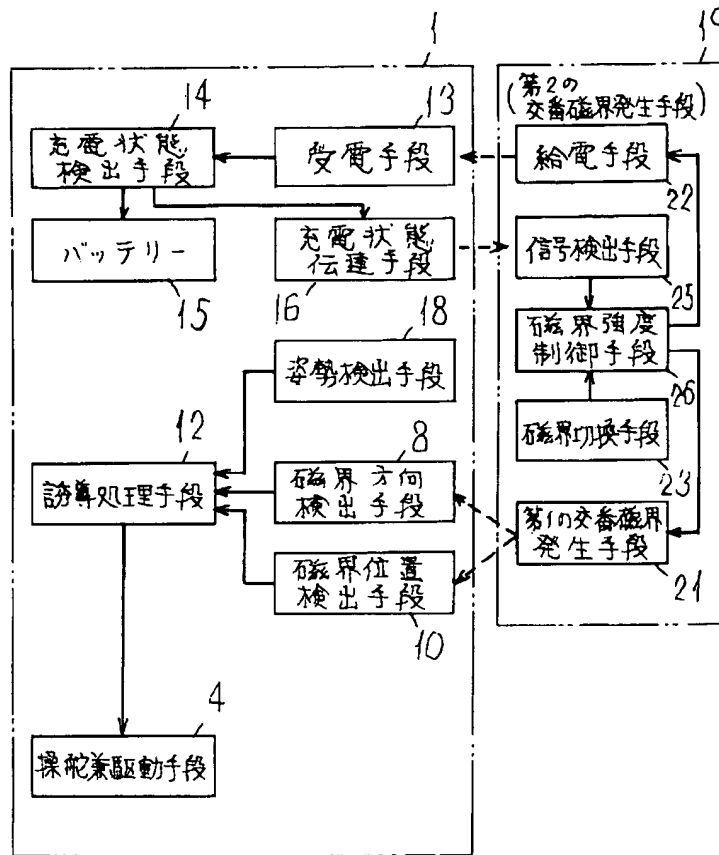 1
19
14
充電状態
検出手段
13
受電手段
(第2の
交番磁界発生手段)
給電手段
22
バッテリー
15
充電状態
伝達手段
16
信号検出手段
25
18
姿勢検出手段
磁界強度
制御手段
26
12
誘導処理手段
8
磁界方向
検出手段
磁界切換手段
23
磁界位置
検出手段
10
第1の交番磁界
発生手段
21
4
操舵兼駆動手段